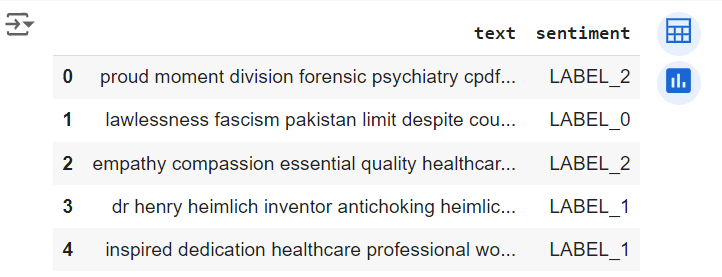 text sentiment
0 proud moment division forensic psychiatry cpdf... LABEL_2
1 lawlessness fascism pakistan limit despite cou... LABEL_0
2 empathy compassion essential quality healthcar... LABEL_2
3 dr henry heimlich inventor antichoking heimlic... LABEL_1
4 inspired dedication healthcare professional wo... LABEL_1